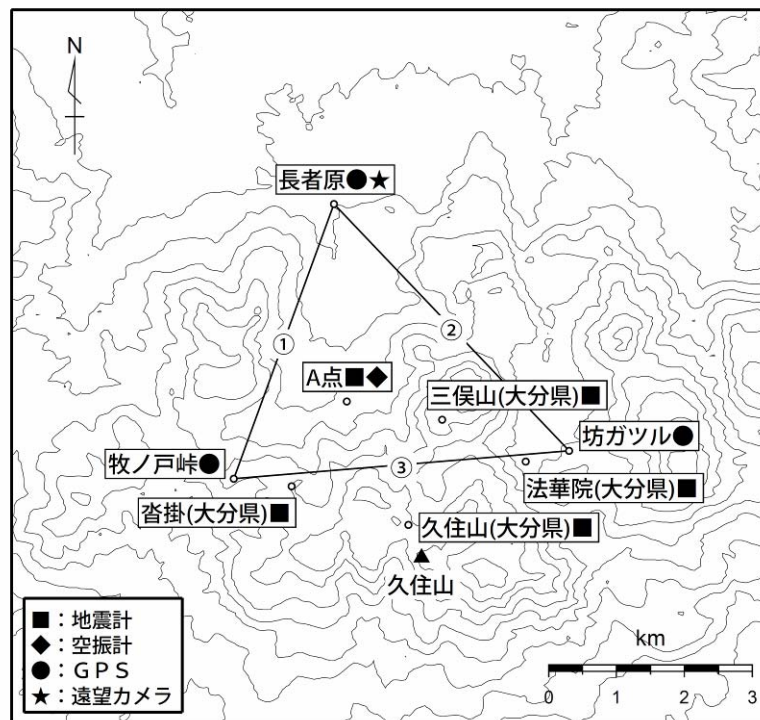 N
長者原●★
①
②
A点■◆
三俣山(大分県)■
坊ガツル●
牧ノ戸峠●
③
沓掛(大分県)■
法華院(大分県)■
久住山(大分県)■
久住山
■：地震計
◆：空振計
●：GPS
★：遠望カメラ
km
0 1 2 3